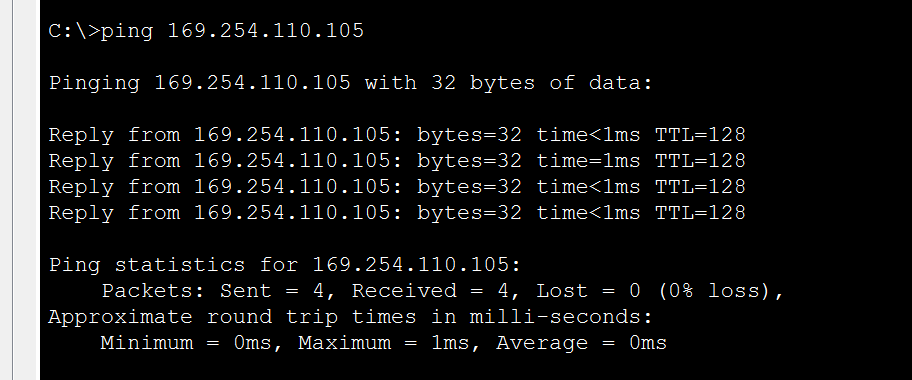 C:\>ping 169.254.110.105
Pinging 169.254.110.105 with 32 bytes of data:
Reply from 169.254.110.105: bytes=32 time<1ms TTL=128
Reply from 169.254.110.105: bytes=32 time=1ms TTL=128
Reply from 169.254.110.105: bytes=32 time<1ms TTL=128
Reply from 169.254.110.105: bytes=32 time<1ms TTL=128
Ping statistics for 169.254.110.105:
    Packets: Sent = 4, Received = 4, Lost = 0 (0% loss),
Approximate round trip times in milli-seconds:
    Minimum = 0ms, Maximum = 1ms, Average = 0ms